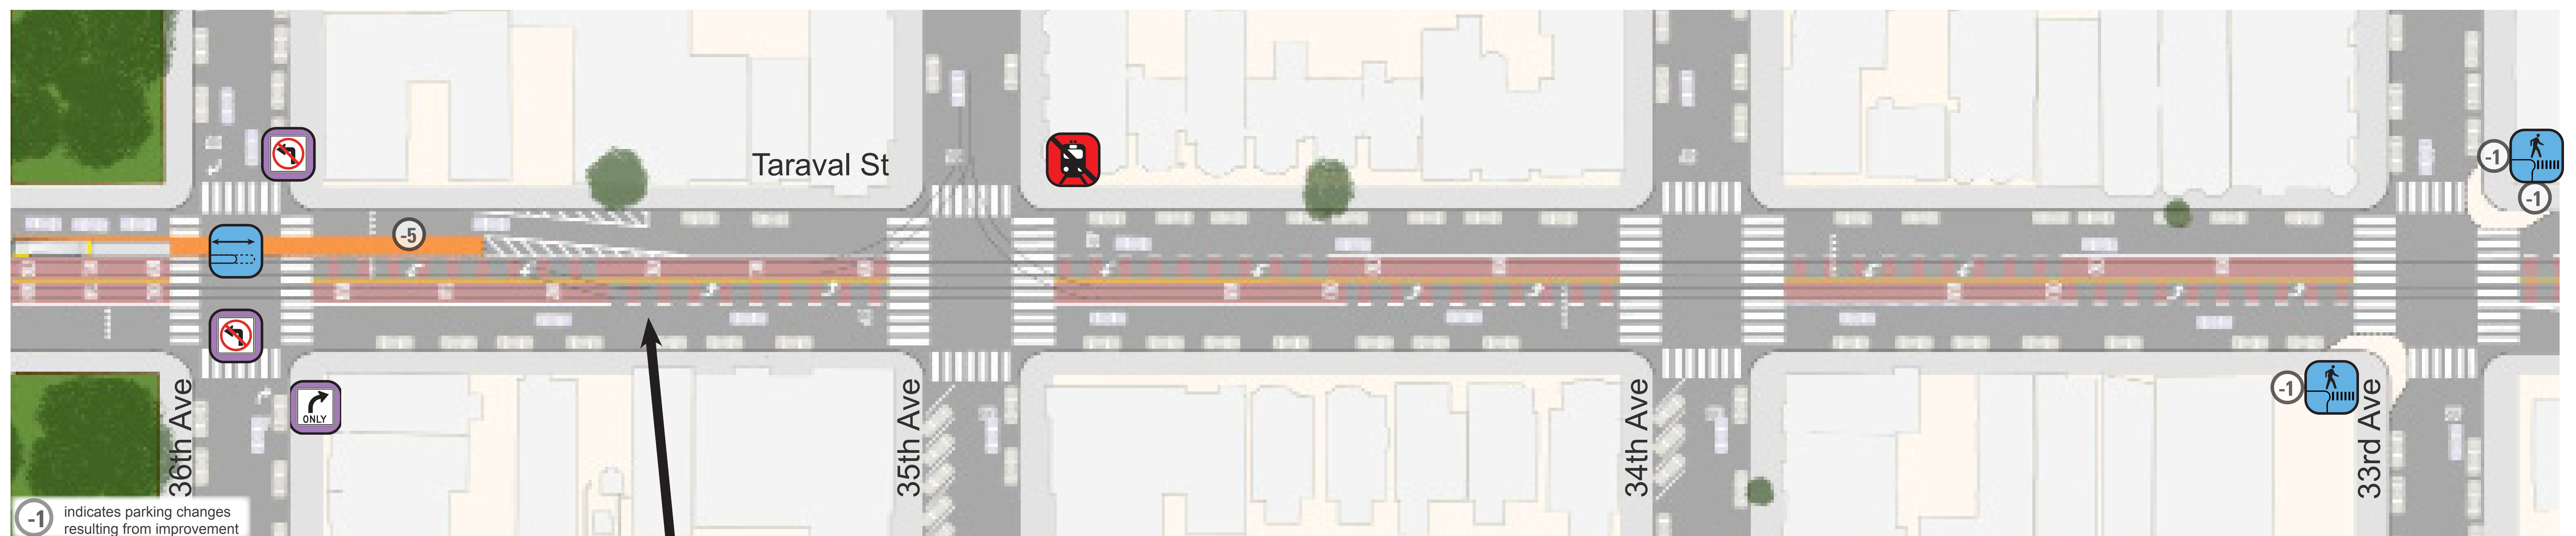 Taraval St
-5
-1
-1
-1
ONLY
36th Ave
35th Ave
34th Ave
33rd Ave
-1
indicates parking changes
resulting from improvement